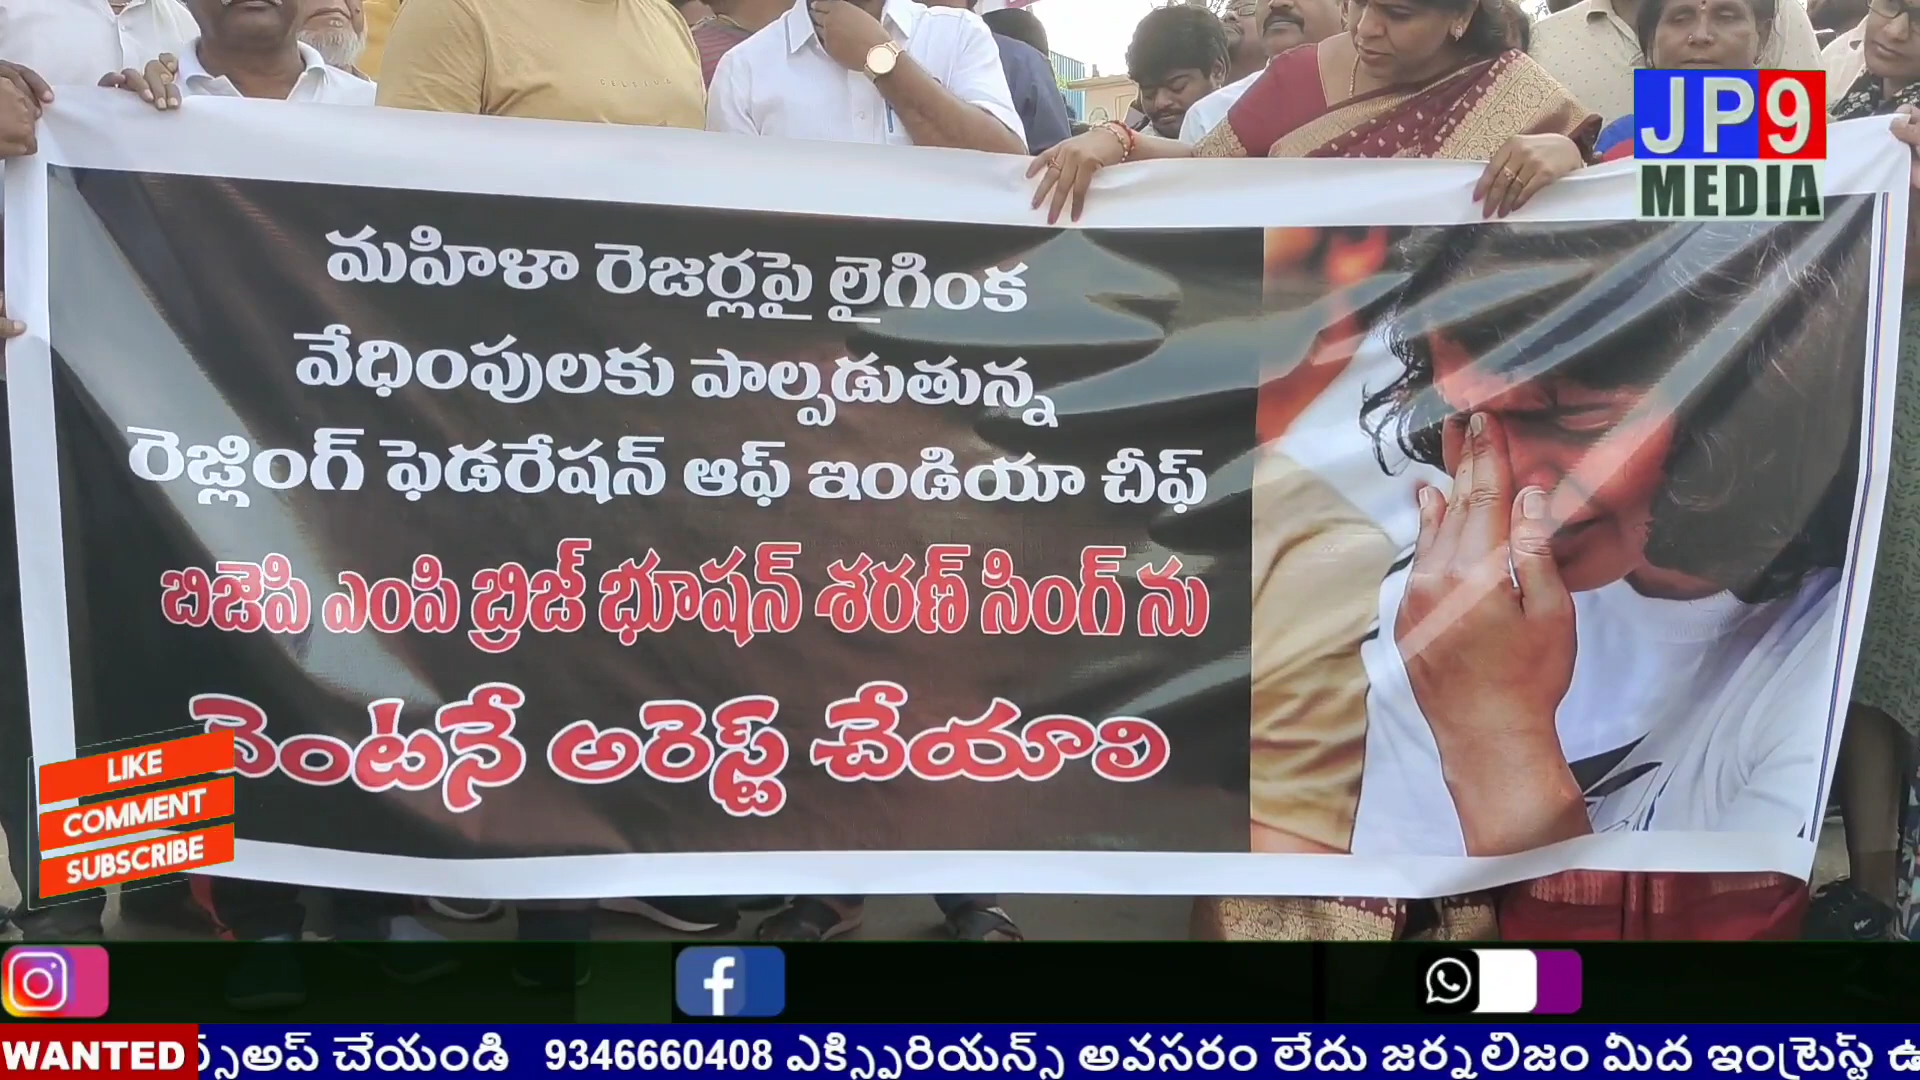 CELSIUS
JP9
MEDIA
మహిళా రెజర్లపై లైగింక
వేధింపులకు పాల్పడుతున్న
రెజ్లింగ్ ఫెడరేషన్ ఆఫ్ ఇండియా చీఫ్
బిజెపి ఎంపి బ్రిజ్ భూషన్ శరణ్ సింగ్ ను
వెంటనే అరెస్ట్ చేయాలి
LIKE
COMMENT
SUBSCRIBE
WANTED చేయండి 9346660408 ఎక్స్పిరియన్స్ అవసరం లేదు జర్నలిజం మీద ఇంట్రెస్ట్